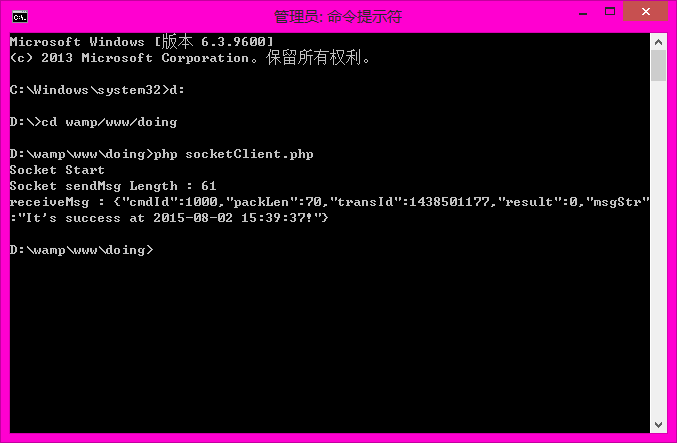 管理员: 命令提示符
Microsoft Windows [版本 6.3.9600]
(c) 2013 Microsoft Corporation。保留所有权利。
C:\Windows\system32>d:
D:\>cd wamp/www/doing
D:\wamp\www\doing>php socketClient.php
Socket Start
Socket sendMsg Length : 61
receiveMsg : {"cmdId":1000,"packLen":70,"transId":1438501177,"result":0,"msgStr"
:"It's success at 2015-08-02 15:39:37!"}
D:\wamp\www\doing>